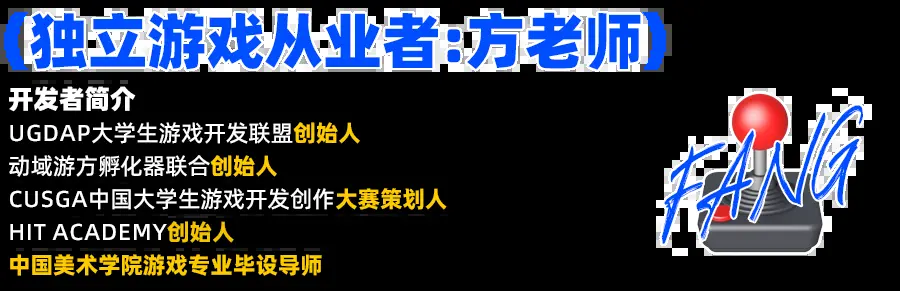 (独立游戏从业者:方老师)
开发者简介
UGDAP大学生游戏开发联盟创始人
动域游方孵化器联合创始人
CUSGA中国大学生游戏开发创作大赛策划人
HIT ACADEMY创始人
中国美术学院游戏专业毕设导师
FANG